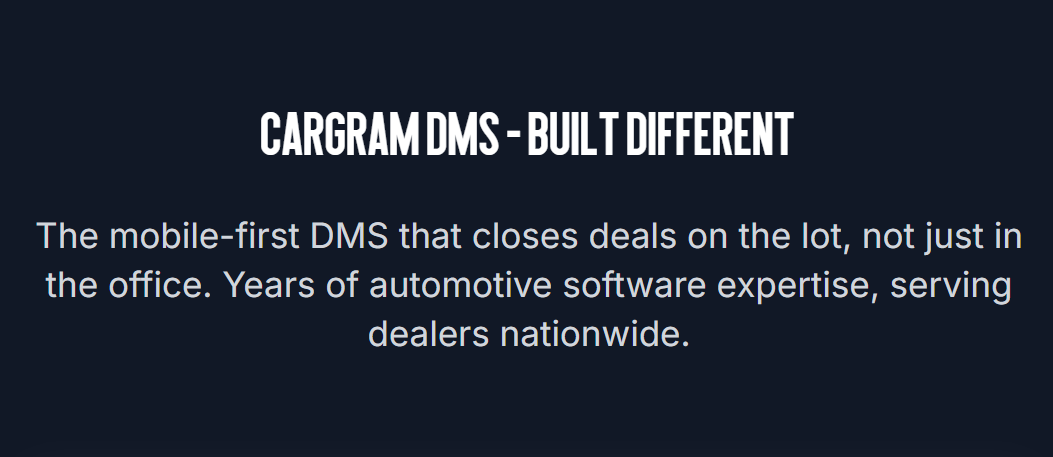 CARGRAM DMS - BUILT DIFFERENT
The mobile-first DMS that closes deals on the lot, not just in
the office. Years of automotive software expertise, serving
dealers nationwide.